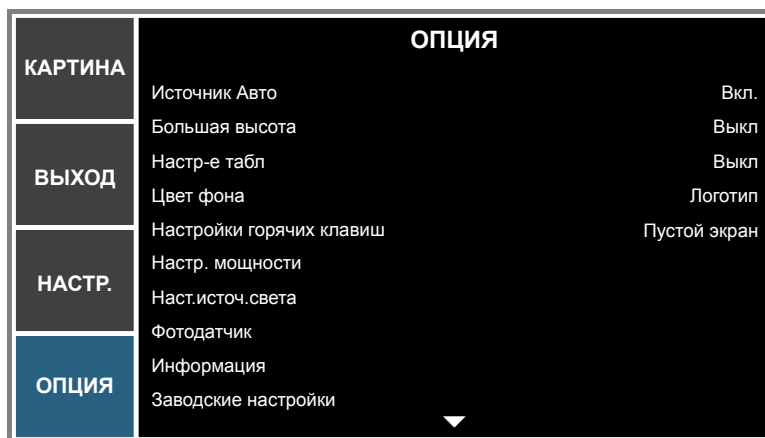 КАРТИНА
ВЫХОД
НАСТР.
ОПЦИЯ
ОПЦИЯ
Источник Авто Вкл.
Большая высота Выкл
Настр-е табл Выкл
Цвет фона Логотип
Настройки горячих клавиш Пустой экран
Настр. мощности
Наст.источ.света
Фотодатчик
Информация
Заводские настройки